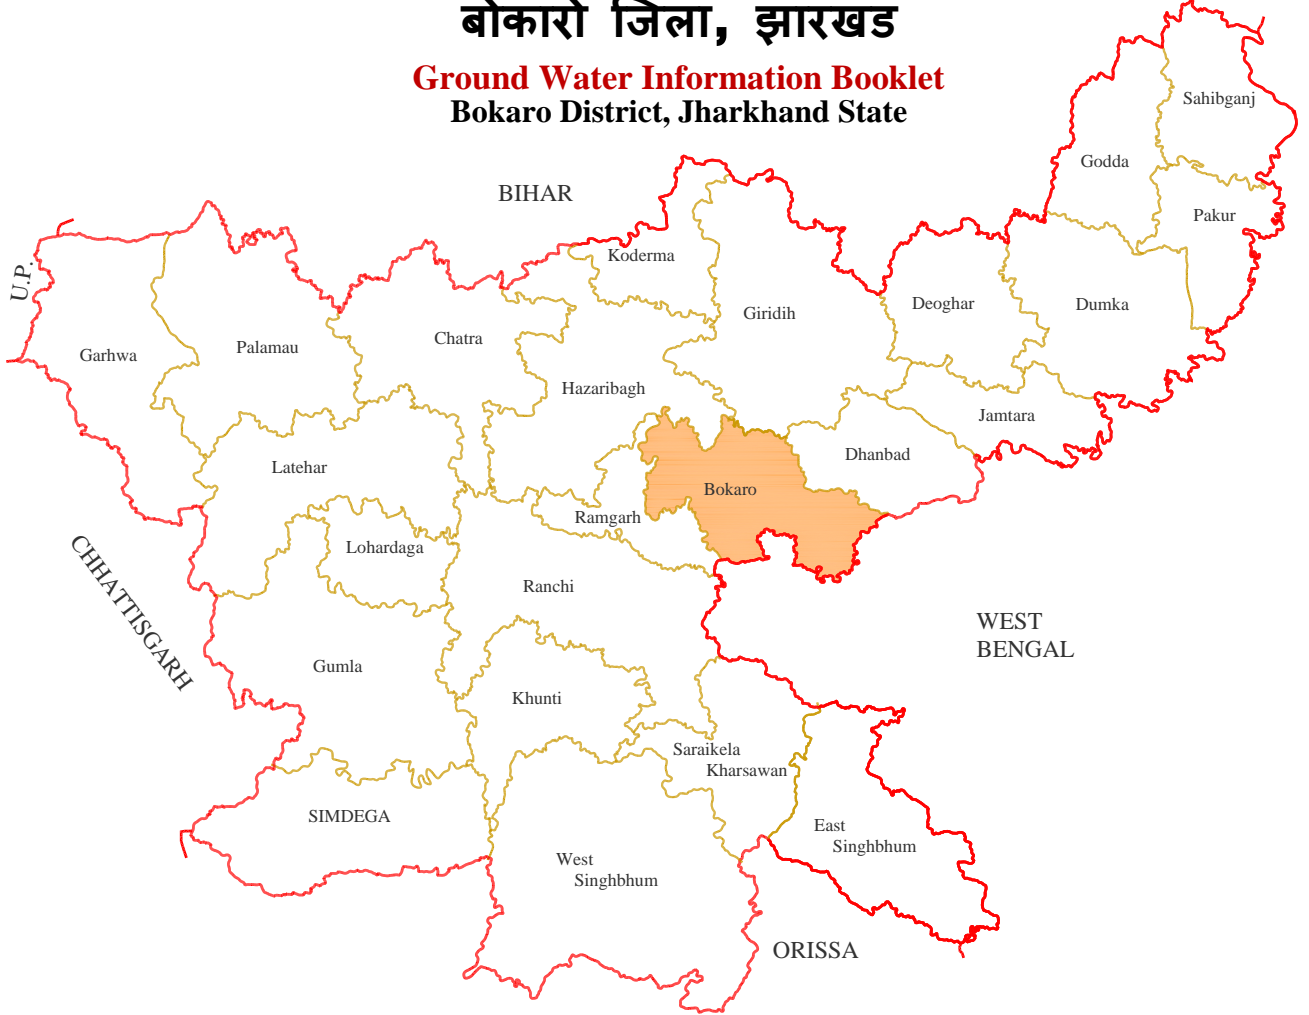 बोकारो जिला, झारखंड
Ground Water Information Booklet
Bokaro District, Jharkhand State
BIHAR
U.P.
CHHATTISGARH
WEST
BENGAL
ORISSA
Sahibganj
Godda
Pakur
Koderma
Giridih
Deoghar
Dumka
Garhwa
Palamau
Chatra
Hazaribagh
Jamtara
Latehar
Dhanbad
Bokaro
Ramgarh
Lohardaga
Ranchi
Gumla
Khunti
Saraikela
Kharsawan
SIMDEGA
East
Singhbhum
West
Singhbhum